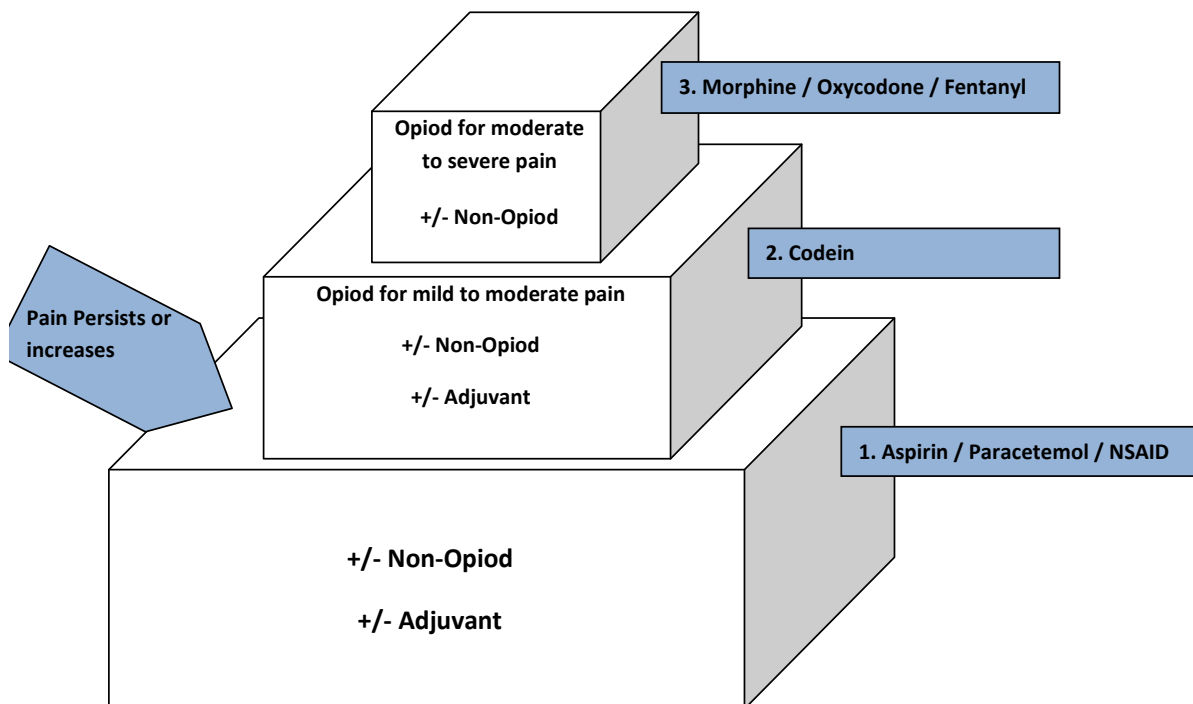 3. Morphine / Oxycodone / Fentanyl
Opiod for moderate
to severe pain
+/- Non-Opiod
2. Codein
Opiod for mild to moderate pain
+/- Non-Opiod
+/- Adjuvant
Pain Persists or
increases
1. Aspirin / Paracetemol / NSAID
+/- Non-Opiod
+/- Adjuvant